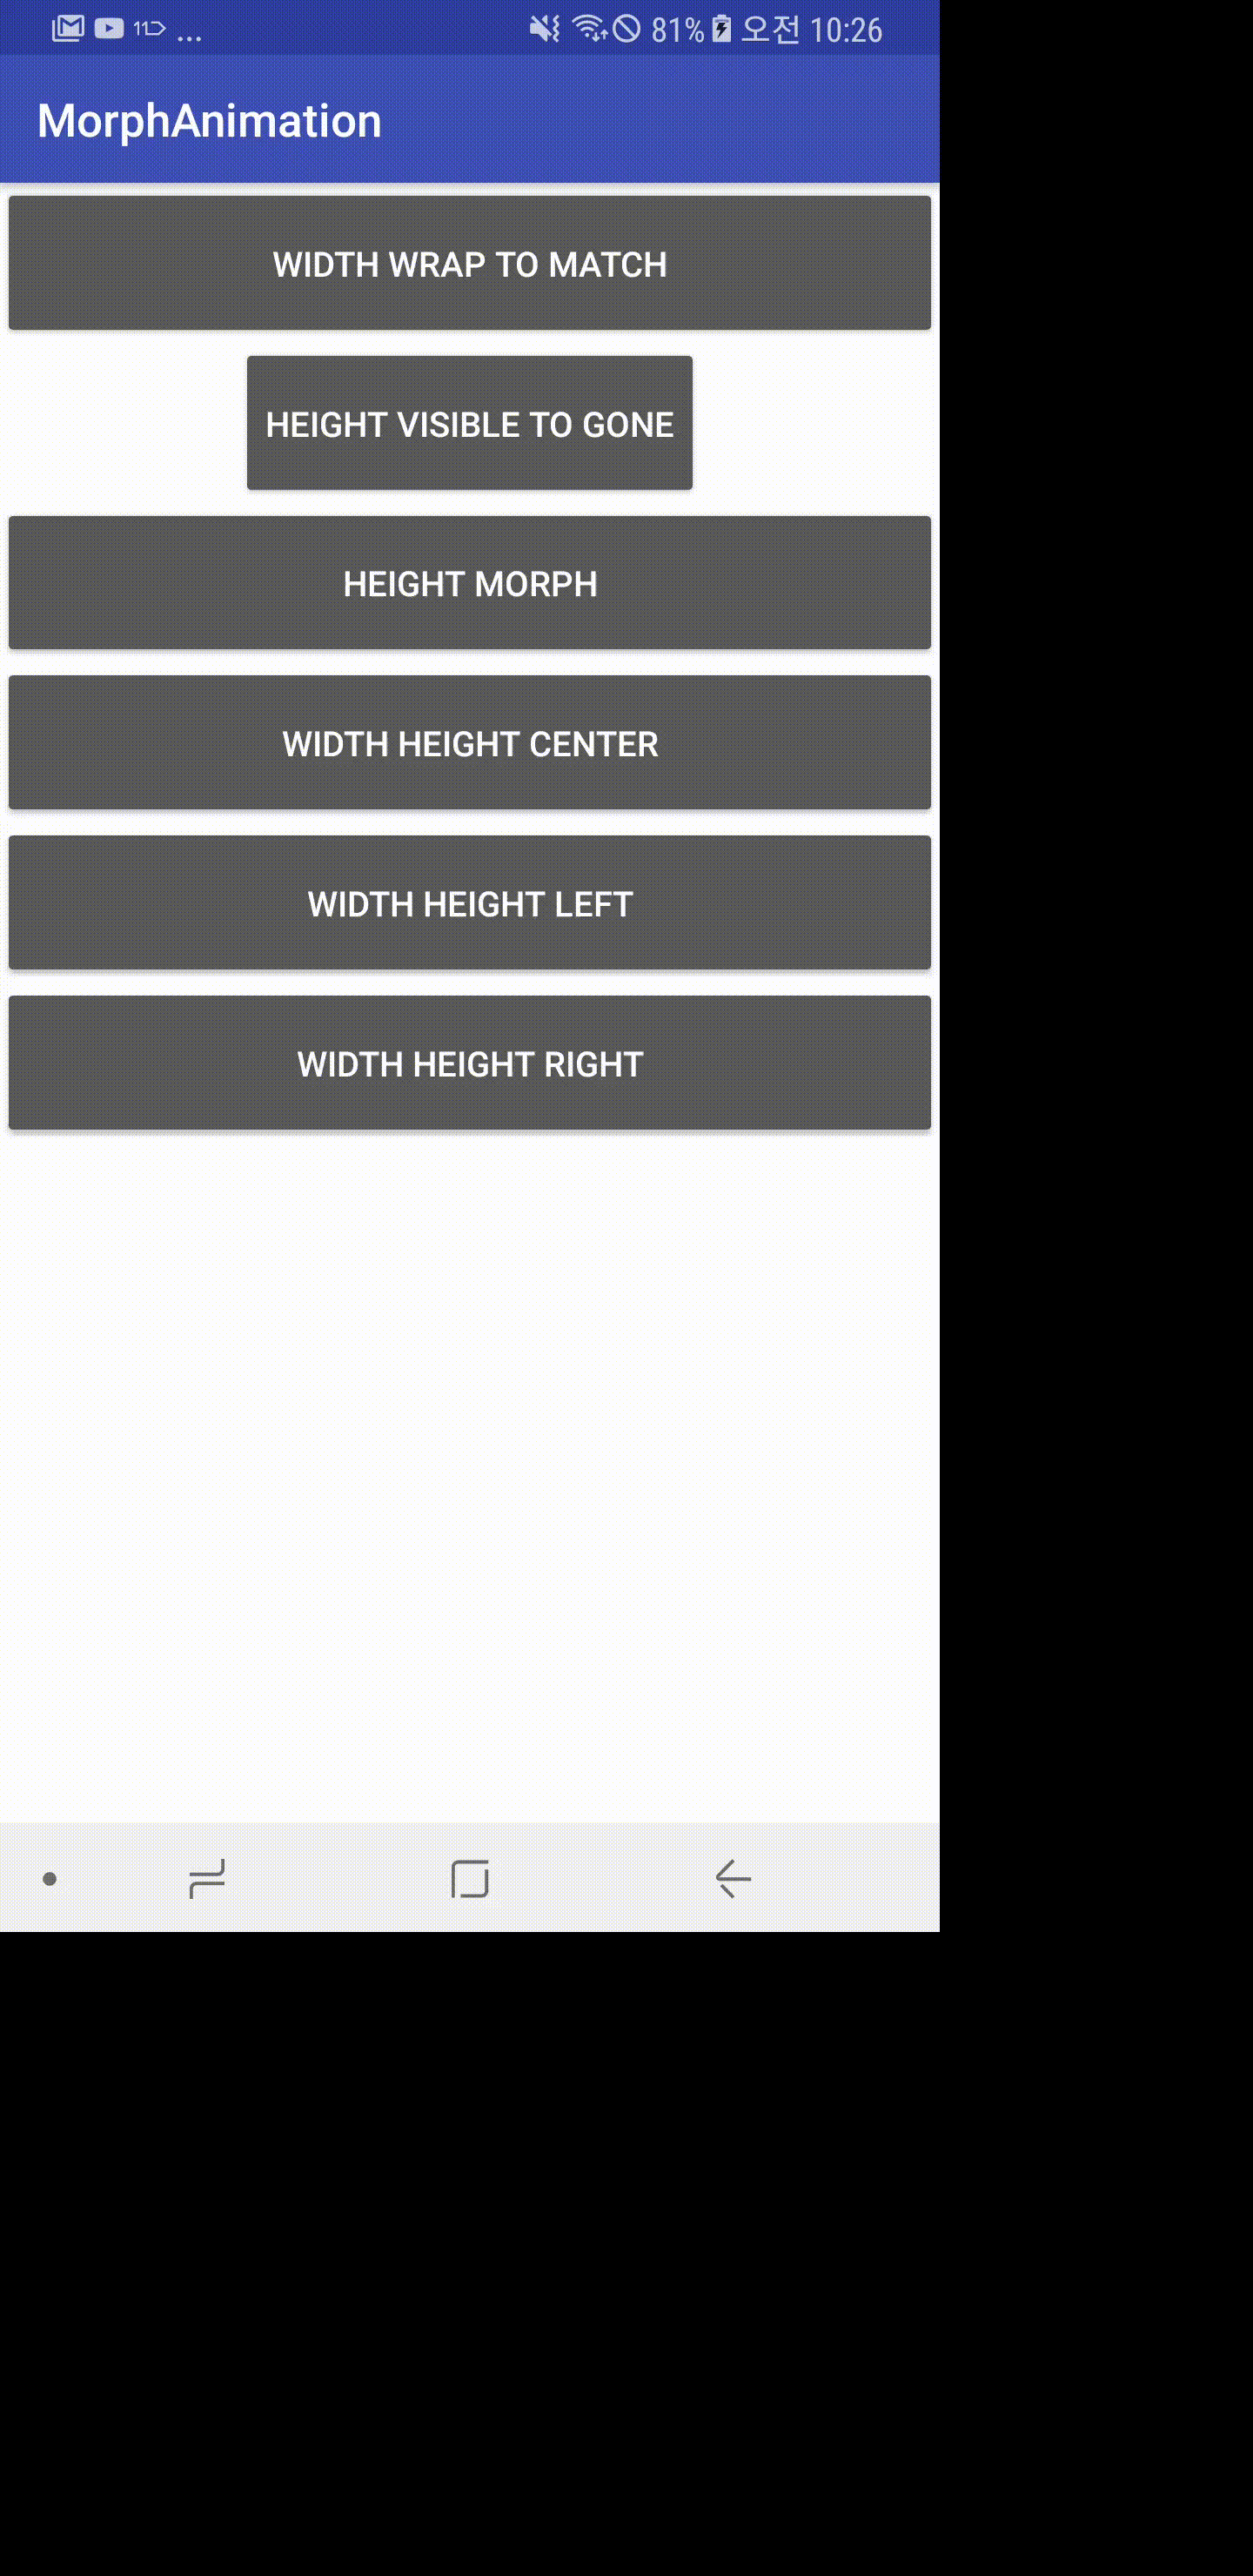 11 ... 81% 오전 10:26
MorphAnimation
WIDTH WRAP TO MATCH
HEIGHT VISIBLE TO GONE
HEIGHT MORPH
WIDTH HEIGHT CENTER
WIDTH HEIGHT LEFT
WIDTH HEIGHT RIGHT